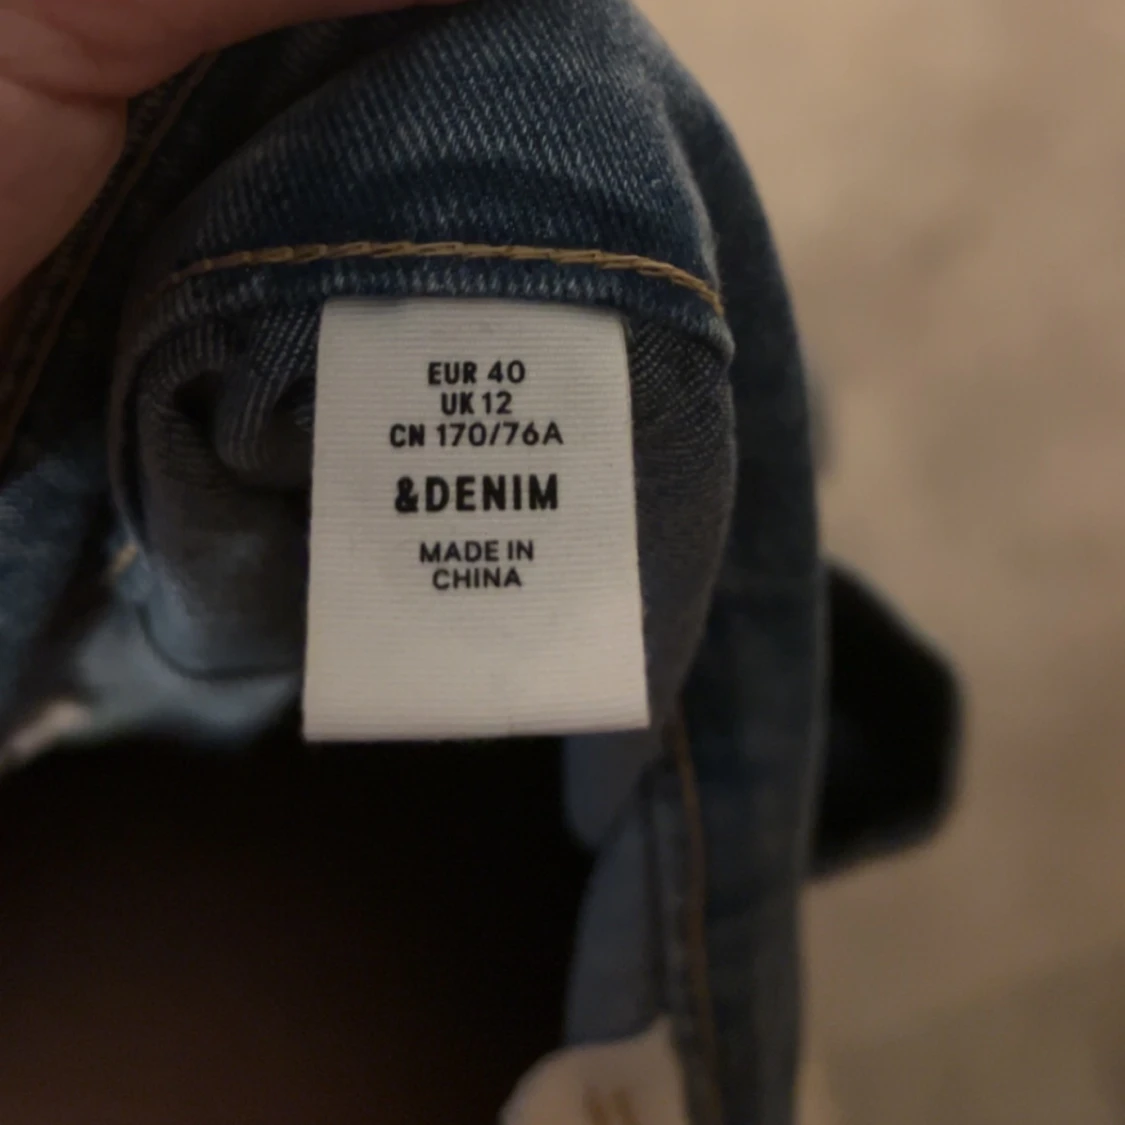 EUR 40
UK 12
CN 170/76A
&DENIM
MADE IN
CHINA